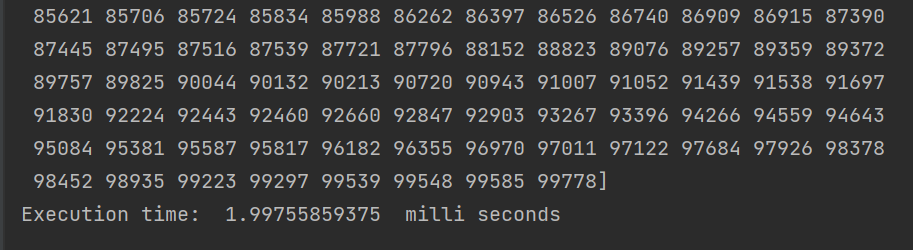 85621 85706 85724 85834 85988 86262 86397 86526 86740 86909 86915 87390
87445 87495 87516 87539 87721 87796 88152 88823 89076 89257 89359 89372
89757 89825 90044 90132 90213 90720 90943 91007 91052 91439 91538 91697
91830 92224 92443 92460 92660 92847 92903 93267 93396 94266 94559 94643
95084 95381 95587 95817 96182 96355 96970 97011 97122 97684 97926 98378
98452 98935 99223 99297 99539 99548 99585 99778]
Execution time:  1.99755859375  milli seconds